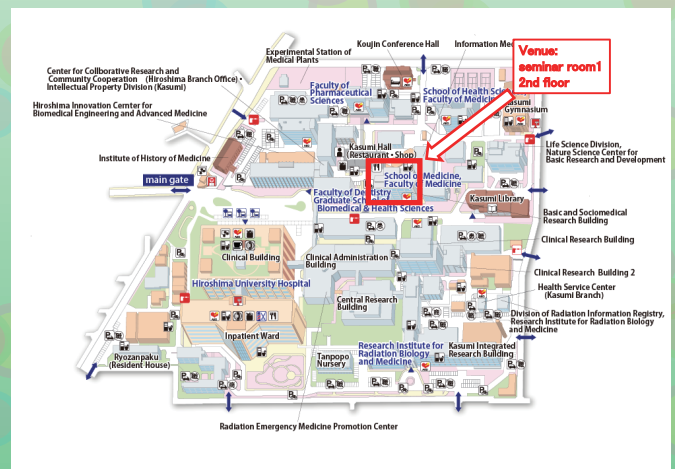 Koujin Conference Hall
Information Me
Experimental Station of
Medical Plants
Venue:
seminar room1
2nd floor
Center for Collborative Research and
Community Cooperation (Hiroshima Branch Office)・
Intellectual Property Division (Kasumi)
Faculty of
Pharmaceutical
Sciences
School of Health Scie
Faculty of Medicine
Hiroshima Innovation Center for
Biomedical Engineering and Advanced Medicine
Kasumi
Gymnasium
Kasumi Hall
(Restaurant・Shop)
Life Science Division,
Nature Science Center for
Basic Research and Development
Institute of History of Medicine
School of Medicine,
Faculty of Medicine
main gate
Faculty of Dentistry
Graduate School of
Biomedical & Health Sciences
Kasumi Library
Basic and Sociomedical
Research Building
Clinical Research Building
Clinical Building
Clinical Administration
Building
Clinical Research Building 2
Hiroshima University Hospital
Health Service Center
(Kasumi Branch)
Central Research
Building
Division of Radiation Information Registry,
Research Institute for Radiation Biology
and Medicine
Inpatient Ward
Research Institute for
Radiation Biology
and Medicine
Kasumi Integrated
Research Building
Ryozanpaku
(Resident House)
Tanpopo
Nursery
Radiation Emergency Medicine Promotion Center